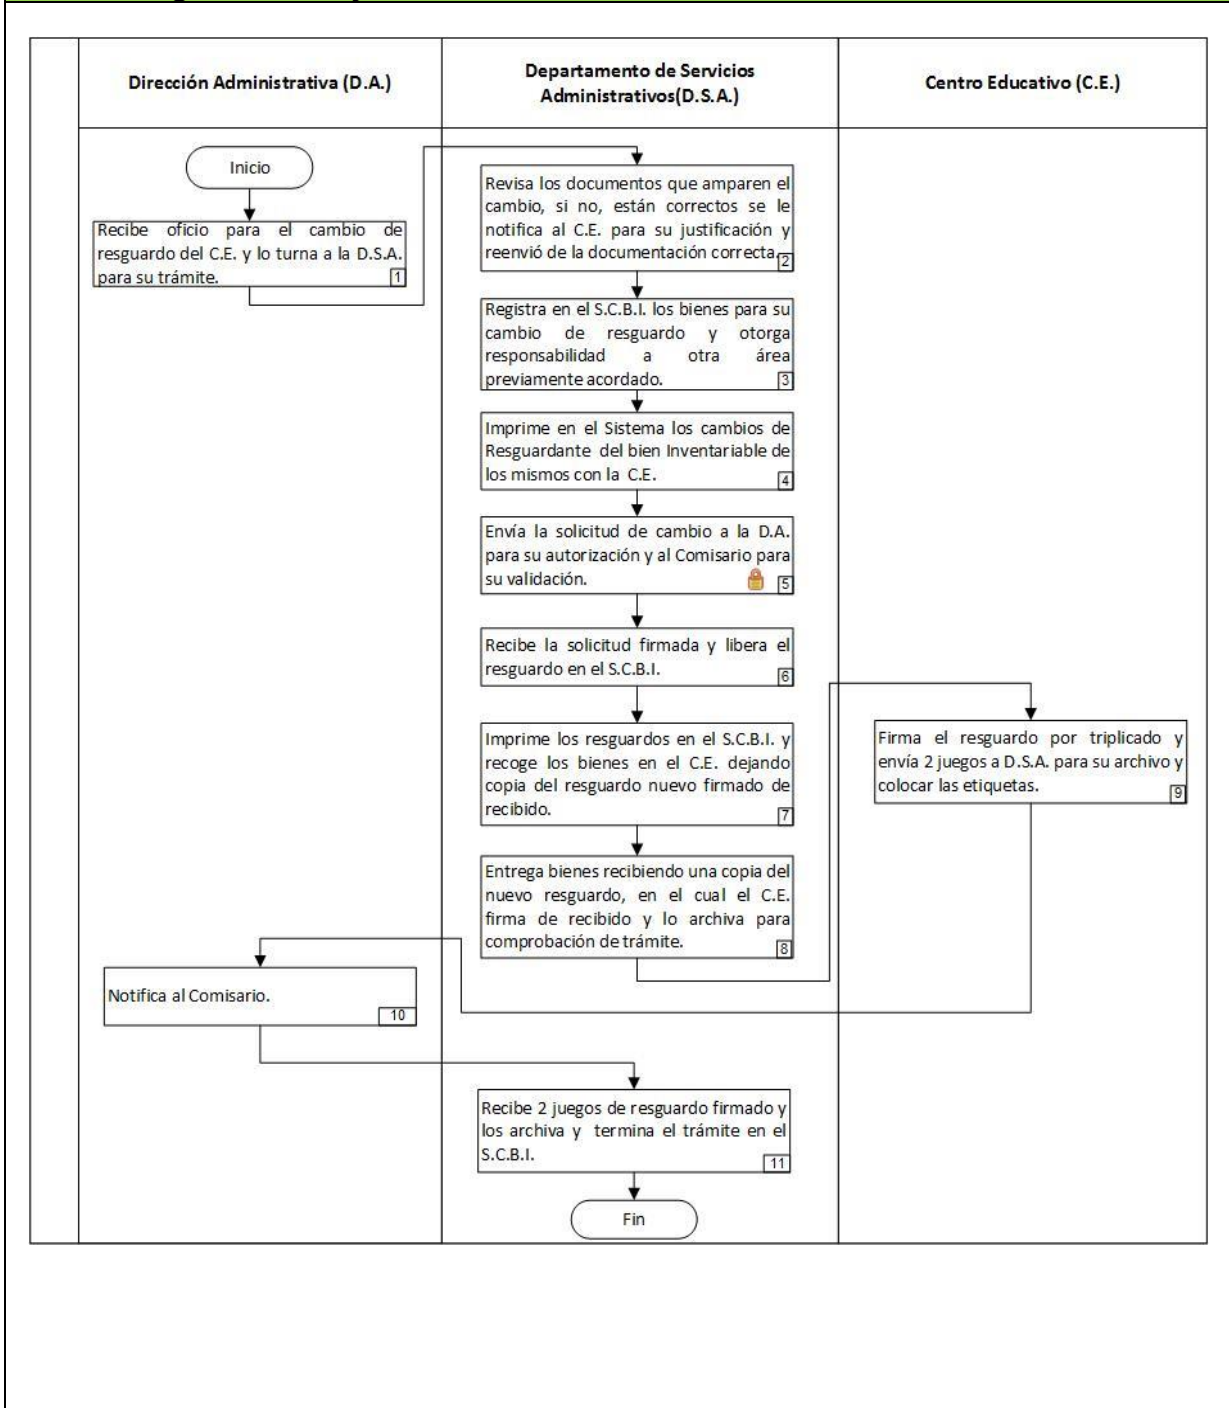 Dirección Administrativa (D.A.)
Departamento de Servicios
Administrativos(D.S.A.)
Centro Educativo (C.E.)
Inicio
Recibe oficio para el cambio de
resguardo del C.E. y lo turna a la D.S.A.
para su trámite.
1
Revisa los documentos que amparen el
cambio, si no, están correctos se le
notifica al C.E. para su justificación y
reenvió de la documentación correcta.
2
Registra en el S.C.B.I. los bienes para su
cambio de resguardo y otorga
responsabilidad a otra área
previamente acordado.
3
Imprime en el Sistema los cambios de
Resguardante del bien Inventariable de
los mismos con la C.E.
4
Envía la solicitud de cambio a la D.A.
para su autorización y al Comisario para
su validación.
5
Recibe la solicitud firmada y libera el
resguardo en el S.C.B.I.
6
Imprime los resguardos en el S.C.B.I. y
recoge los bienes en el C.E. dejando
copia del resguardo nuevo firmado de
recibido.
7
Entrega bienes recibiendo una copia del
nuevo resguardo, en el cual el C.E.
firma de recibido y lo archiva para
comprobación de trámite.
8
Firma el resguardo por triplicado y
envía 2 juegos a D.S.A. para su archivo y
colocar las etiquetas.
9
Notifica al Comisario.
10
Recibe 2 juegos de resguardo firmado y
los archiva y termina el trámite en el
S.C.B.I.
11
Fin